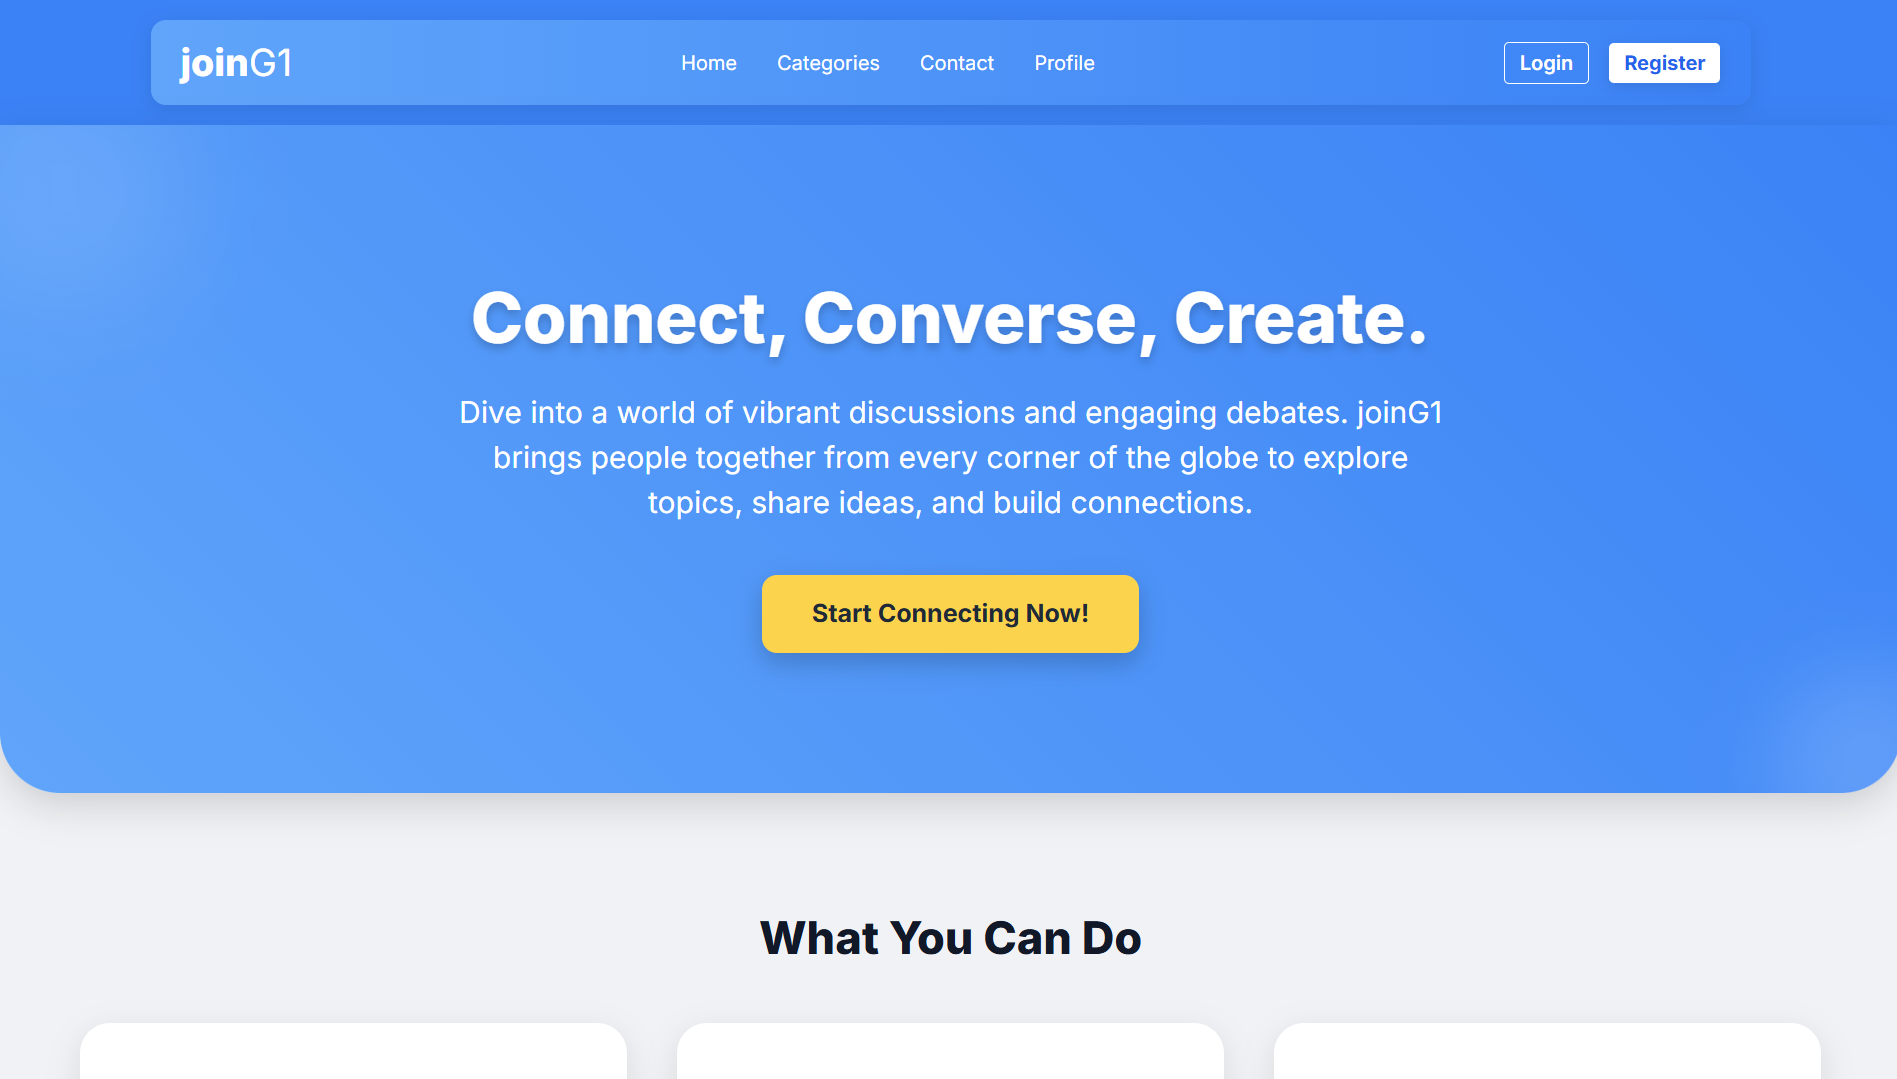 joinG1
Home
Categories
Contact
Profile
Login
Register
Connect, Converse, Create.
Dive into a world of vibrant discussions and engaging debates. joinG1
brings people together from every corner of the globe to explore
topics, share ideas, and build connections.
Start Connecting Now!
What You Can Do